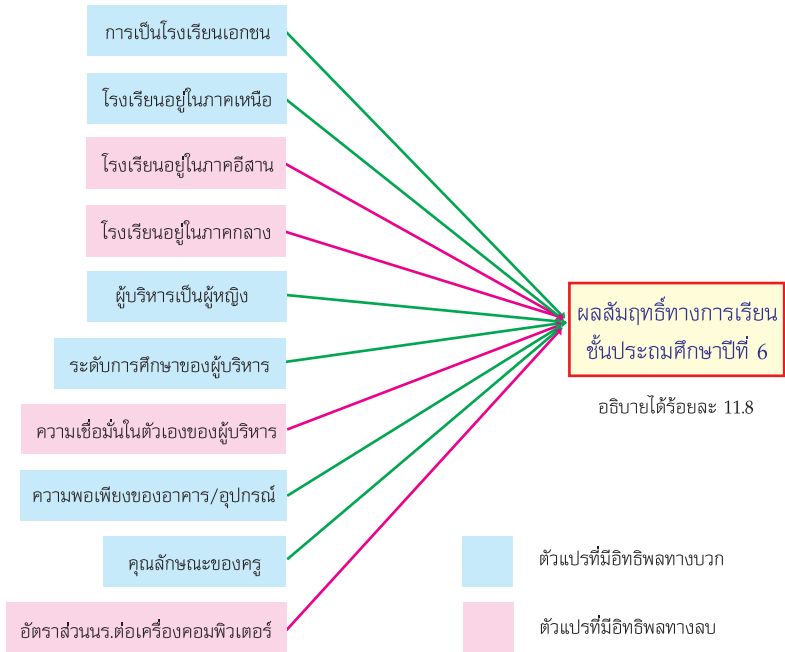 การเป็นโรงเรียนเอกชน
โรงเรียนอยู่ในภาคเหนือ
โรงเรียนอยู่ในภาคอีสาน
โรงเรียนอยู่ในภาคกลาง
ผู้บริหารเป็นผู้หญิง
ระดับการศึกษาของผู้บริหาร
ความเชื่อมั่นในตัวเองของผู้บริหาร
ความพอเพียงของอาคาร/อุปกรณ์
คุณลักษณะของครู
อัตราส่วนนร.ต่อเครื่องคอมพิวเตอร์
ผลสัมฤทธิ์ทางการเรียน
ชั้นประถมศึกษาปีที่ 6
อธิบายได้ร้อยละ 11.8
ตัวแปรที่มีอิทธิพลทางบวก
ตัวแปรที่มีอิทธิพลทางลบ